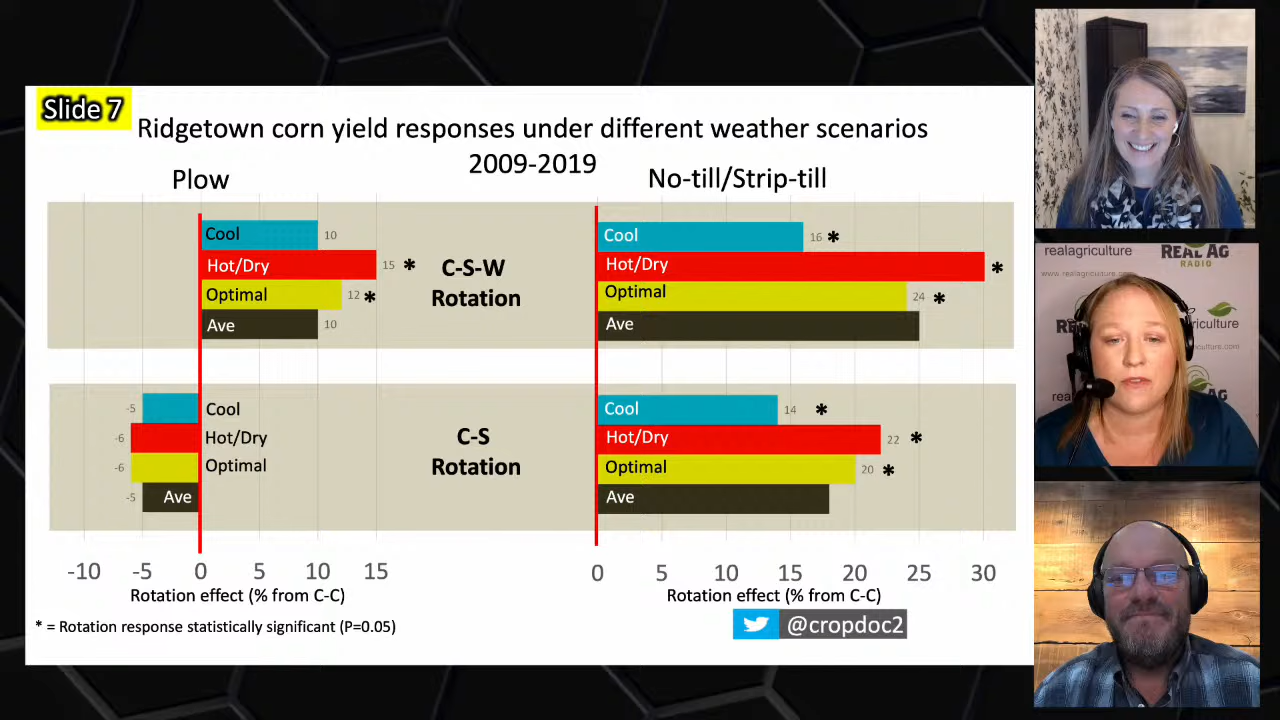 Slide 7
Ridgetown corn yield responses under different weather scenarios
2009-2019
Plow
No-till/Strip-till
Cool 10
Hot/Dry 15 *
Optimal 12 *
Ave 10
C-S-W
Rotation
Cool 16 *
Hot/Dry *
Optimal 24 *
Ave
-5 Cool
-6 Hot/Dry
-6 Optimal
-5 Ave
C-S
Rotation
Cool 14 *
Hot/Dry 22 *
Optimal 20 *
Ave
-10 -5 0 5 10 15
Rotation effect (% from C-C)
0 5 10 15 20 25 30
Rotation effect (% from C-C)
* = Rotation response statistically significant (P=0.05)
@cropdoc2
realagriculture
www.realagriculture.com
REAL AG
RADIO